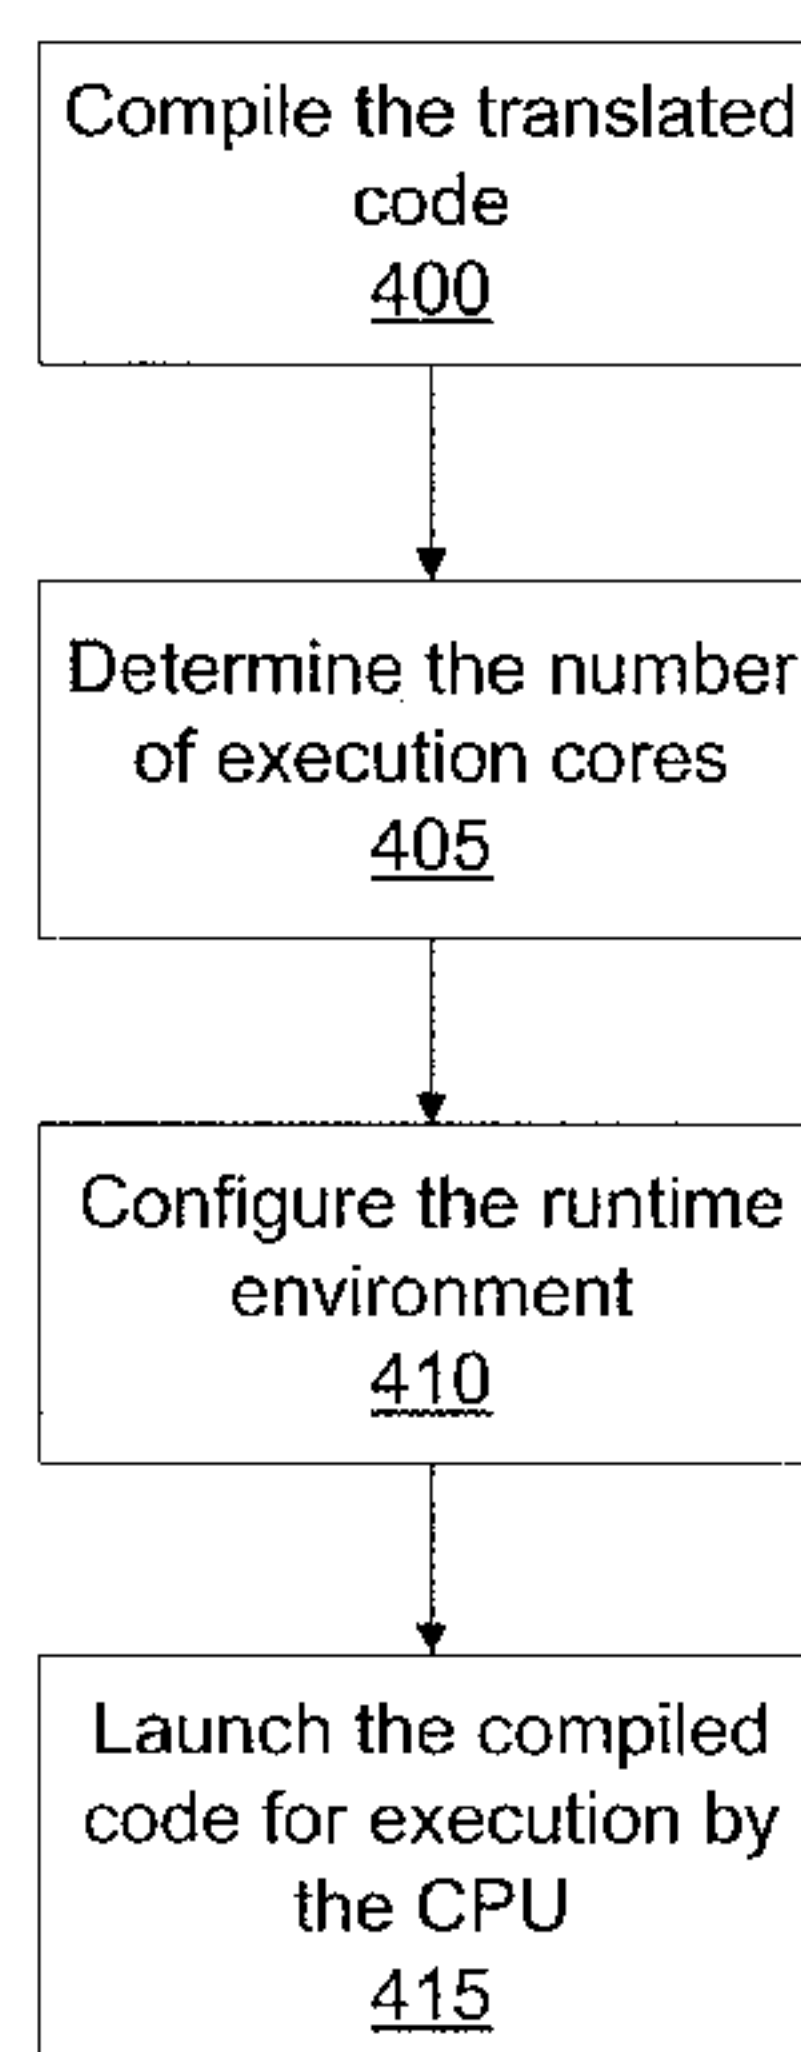 Compile the translated
code
400
Determine the number
of execution cores
405
Configure the runtime
environment
410
Launch the compiled
code for execution by
the CPU
415